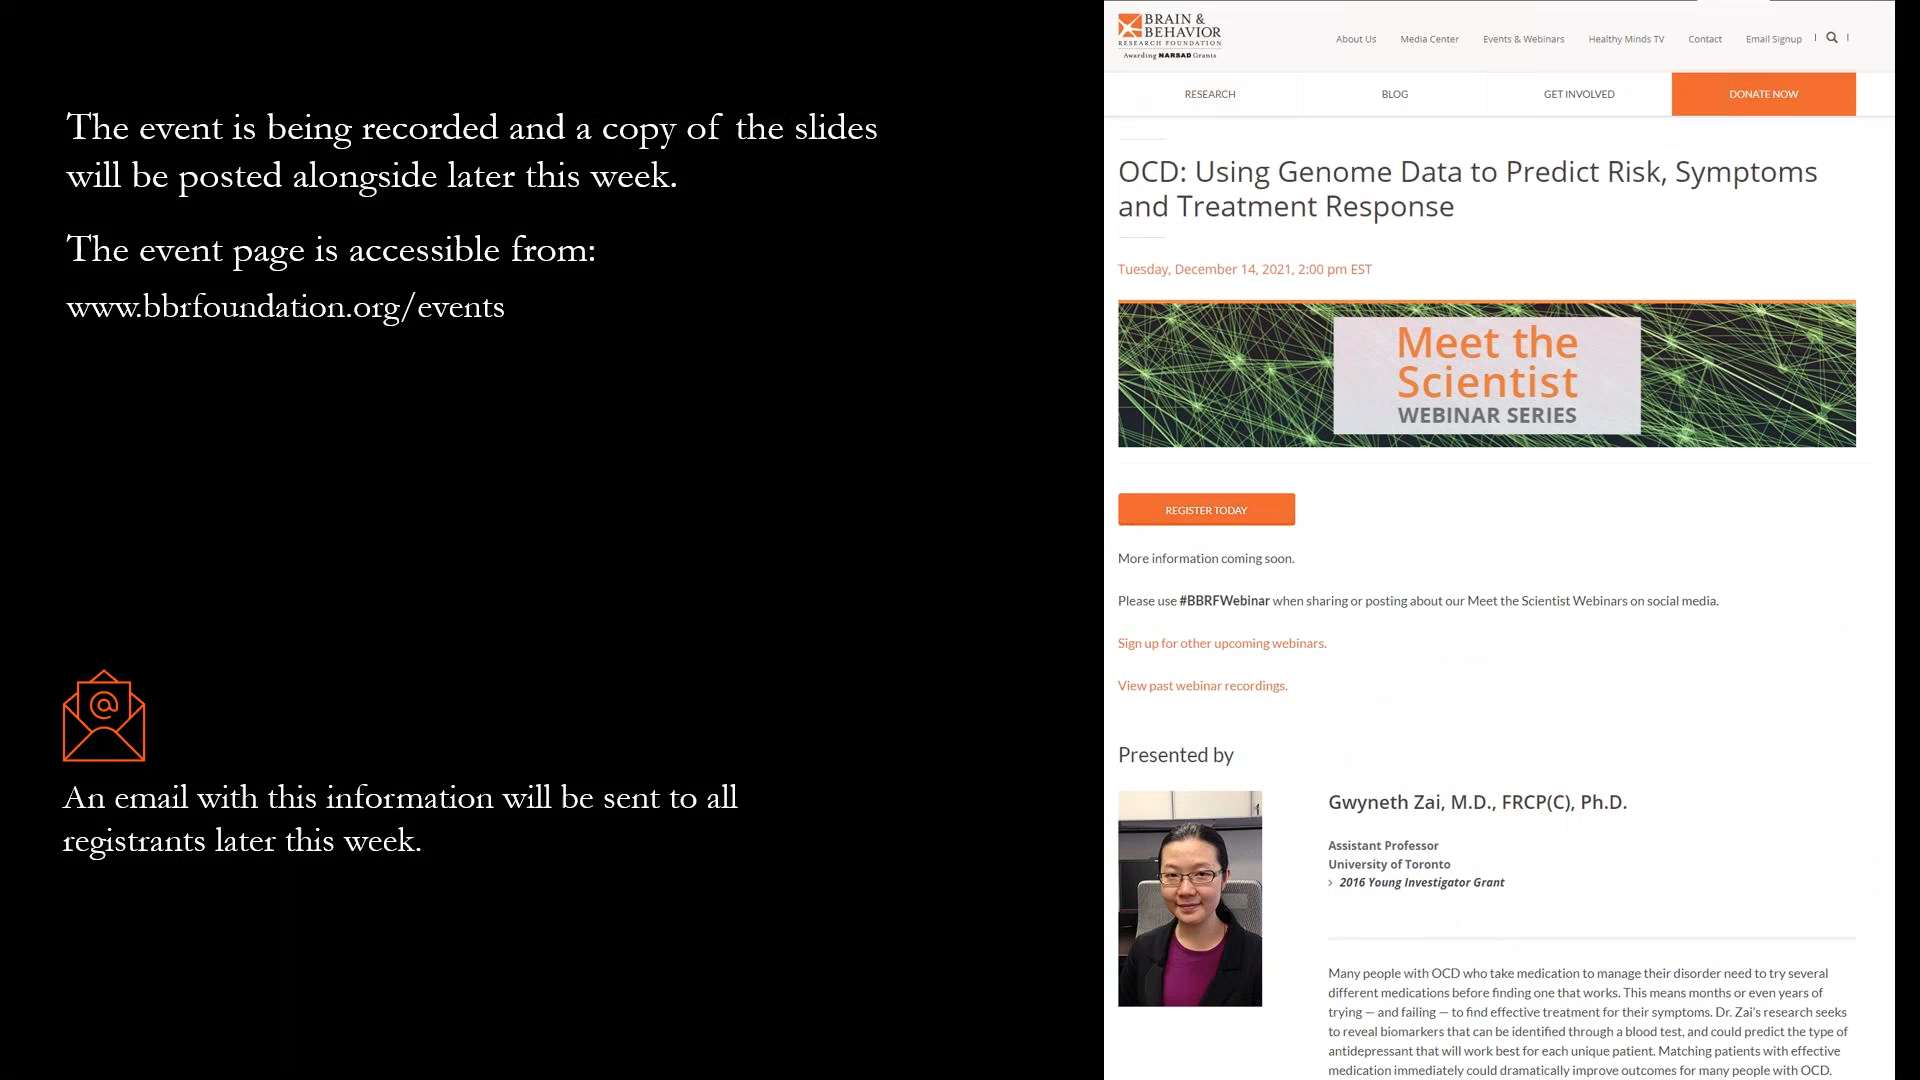 The event is being recorded and a copy of the slides
will be posted alongside later this week.
The event page is accessible from:
www.bbrfoundation.org/events
@
An email with this information will be sent to all
registrants later this week.
BRAIN &
BEHAVIOR
RESEARCH FOUNDATION
Awarding NARSAD Grants
About Us Media Center Events & Webinars Healthy Minds TV Contact Email Signup
RESEARCH BLOG GET INVOLVED DONATE NOW
OCD: Using Genome Data to Predict Risk, Symptoms
and Treatment Response
Tuesday, December 14, 2021, 2:00 pm EST
Meet the
Scientist
WEBINAR SERIES
REGISTER TODAY
More information coming soon.
Please use #BBRFWebinar when sharing or posting about our Meet the Scientist Webinars on social media.
Sign up for other upcoming webinars.
View past webinar recordings.
Presented by
Gwyneth Zai, M.D., FRCP(C), Ph.D.
Assistant Professor
University of Toronto
› 2016 Young Investigator Grant
Many people with OCD who take medication to manage their disorder need to try several
different medications before finding one that works. This means months or even years of
trying — and failing — to find effective treatment for their symptoms. Dr. Zai's research seeks
to reveal biomarkers that can be identified through a blood test, and could predict the type of
antidepressant that will work best for each unique patient. Matching patients with effective
medication immediately could dramatically improve outcomes for many people with OCD.